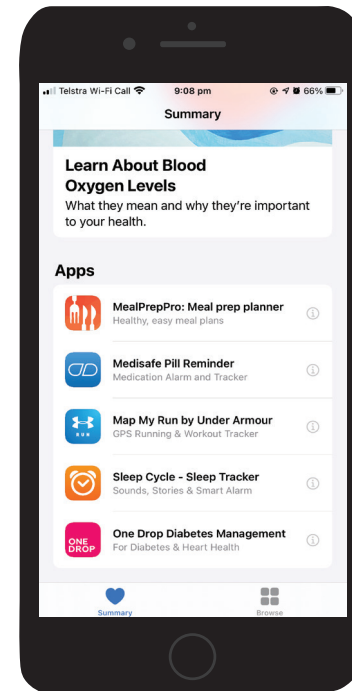 Telstra Wi-Fi Call 9:08 pm 66%
Summary
Learn About Blood
Oxygen Levels
What they mean and why they're important
to your health.
Apps
MealPrepPro: Meal prep planner
Healthy, easy meal plans
Medisafe Pill Reminder
Medication Alarm and Tracker
RUN
Map My Run by Under Armour
GPS Running & Workout Tracker
Sleep Cycle - Sleep Tracker
Sounds, Stories & Smart Alarm
ONE
DROP
One Drop Diabetes Management
For Diabetes & Heart Health
Summary Browse